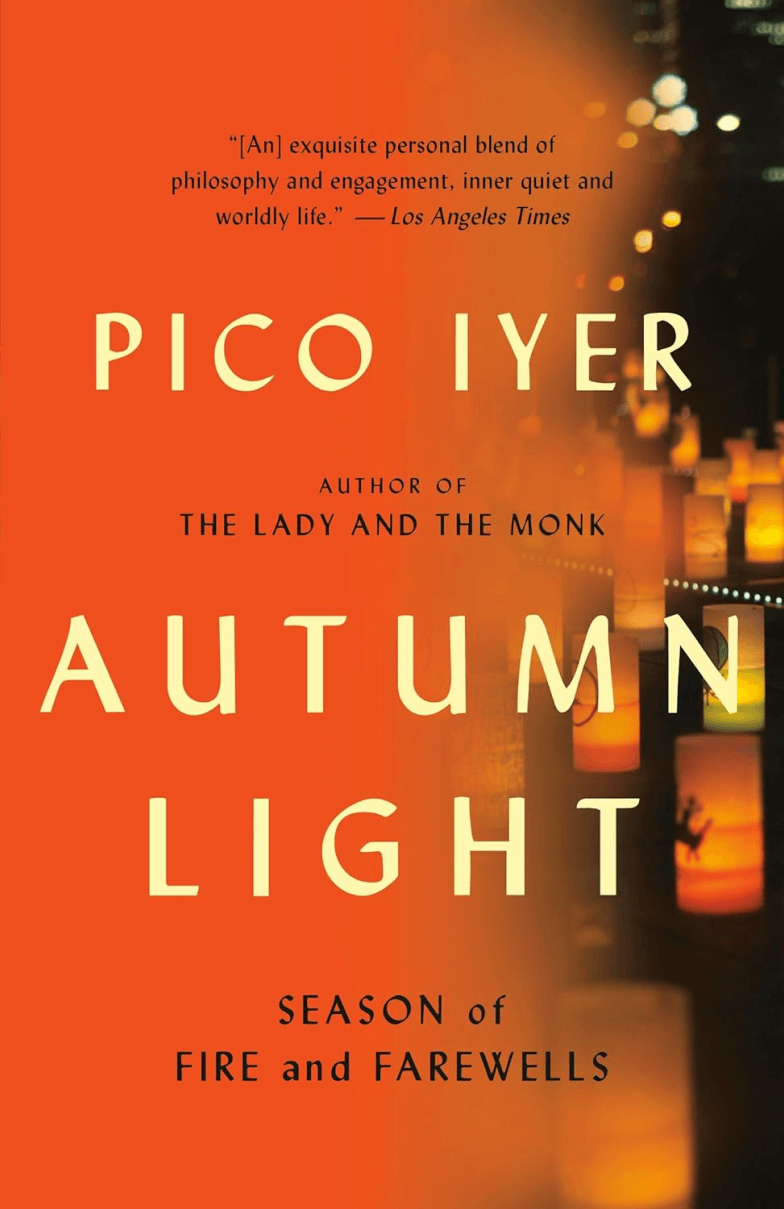 “[An] exquisite personal blend of
philosophy and engagement, inner quiet and
worldly life.” — Los Angeles Times
PICO IYER
AUTHOR OF
THE LADY AND THE MONK
AUTUMN
LIGHT
SEASON of
FIRE and FAREWELLS